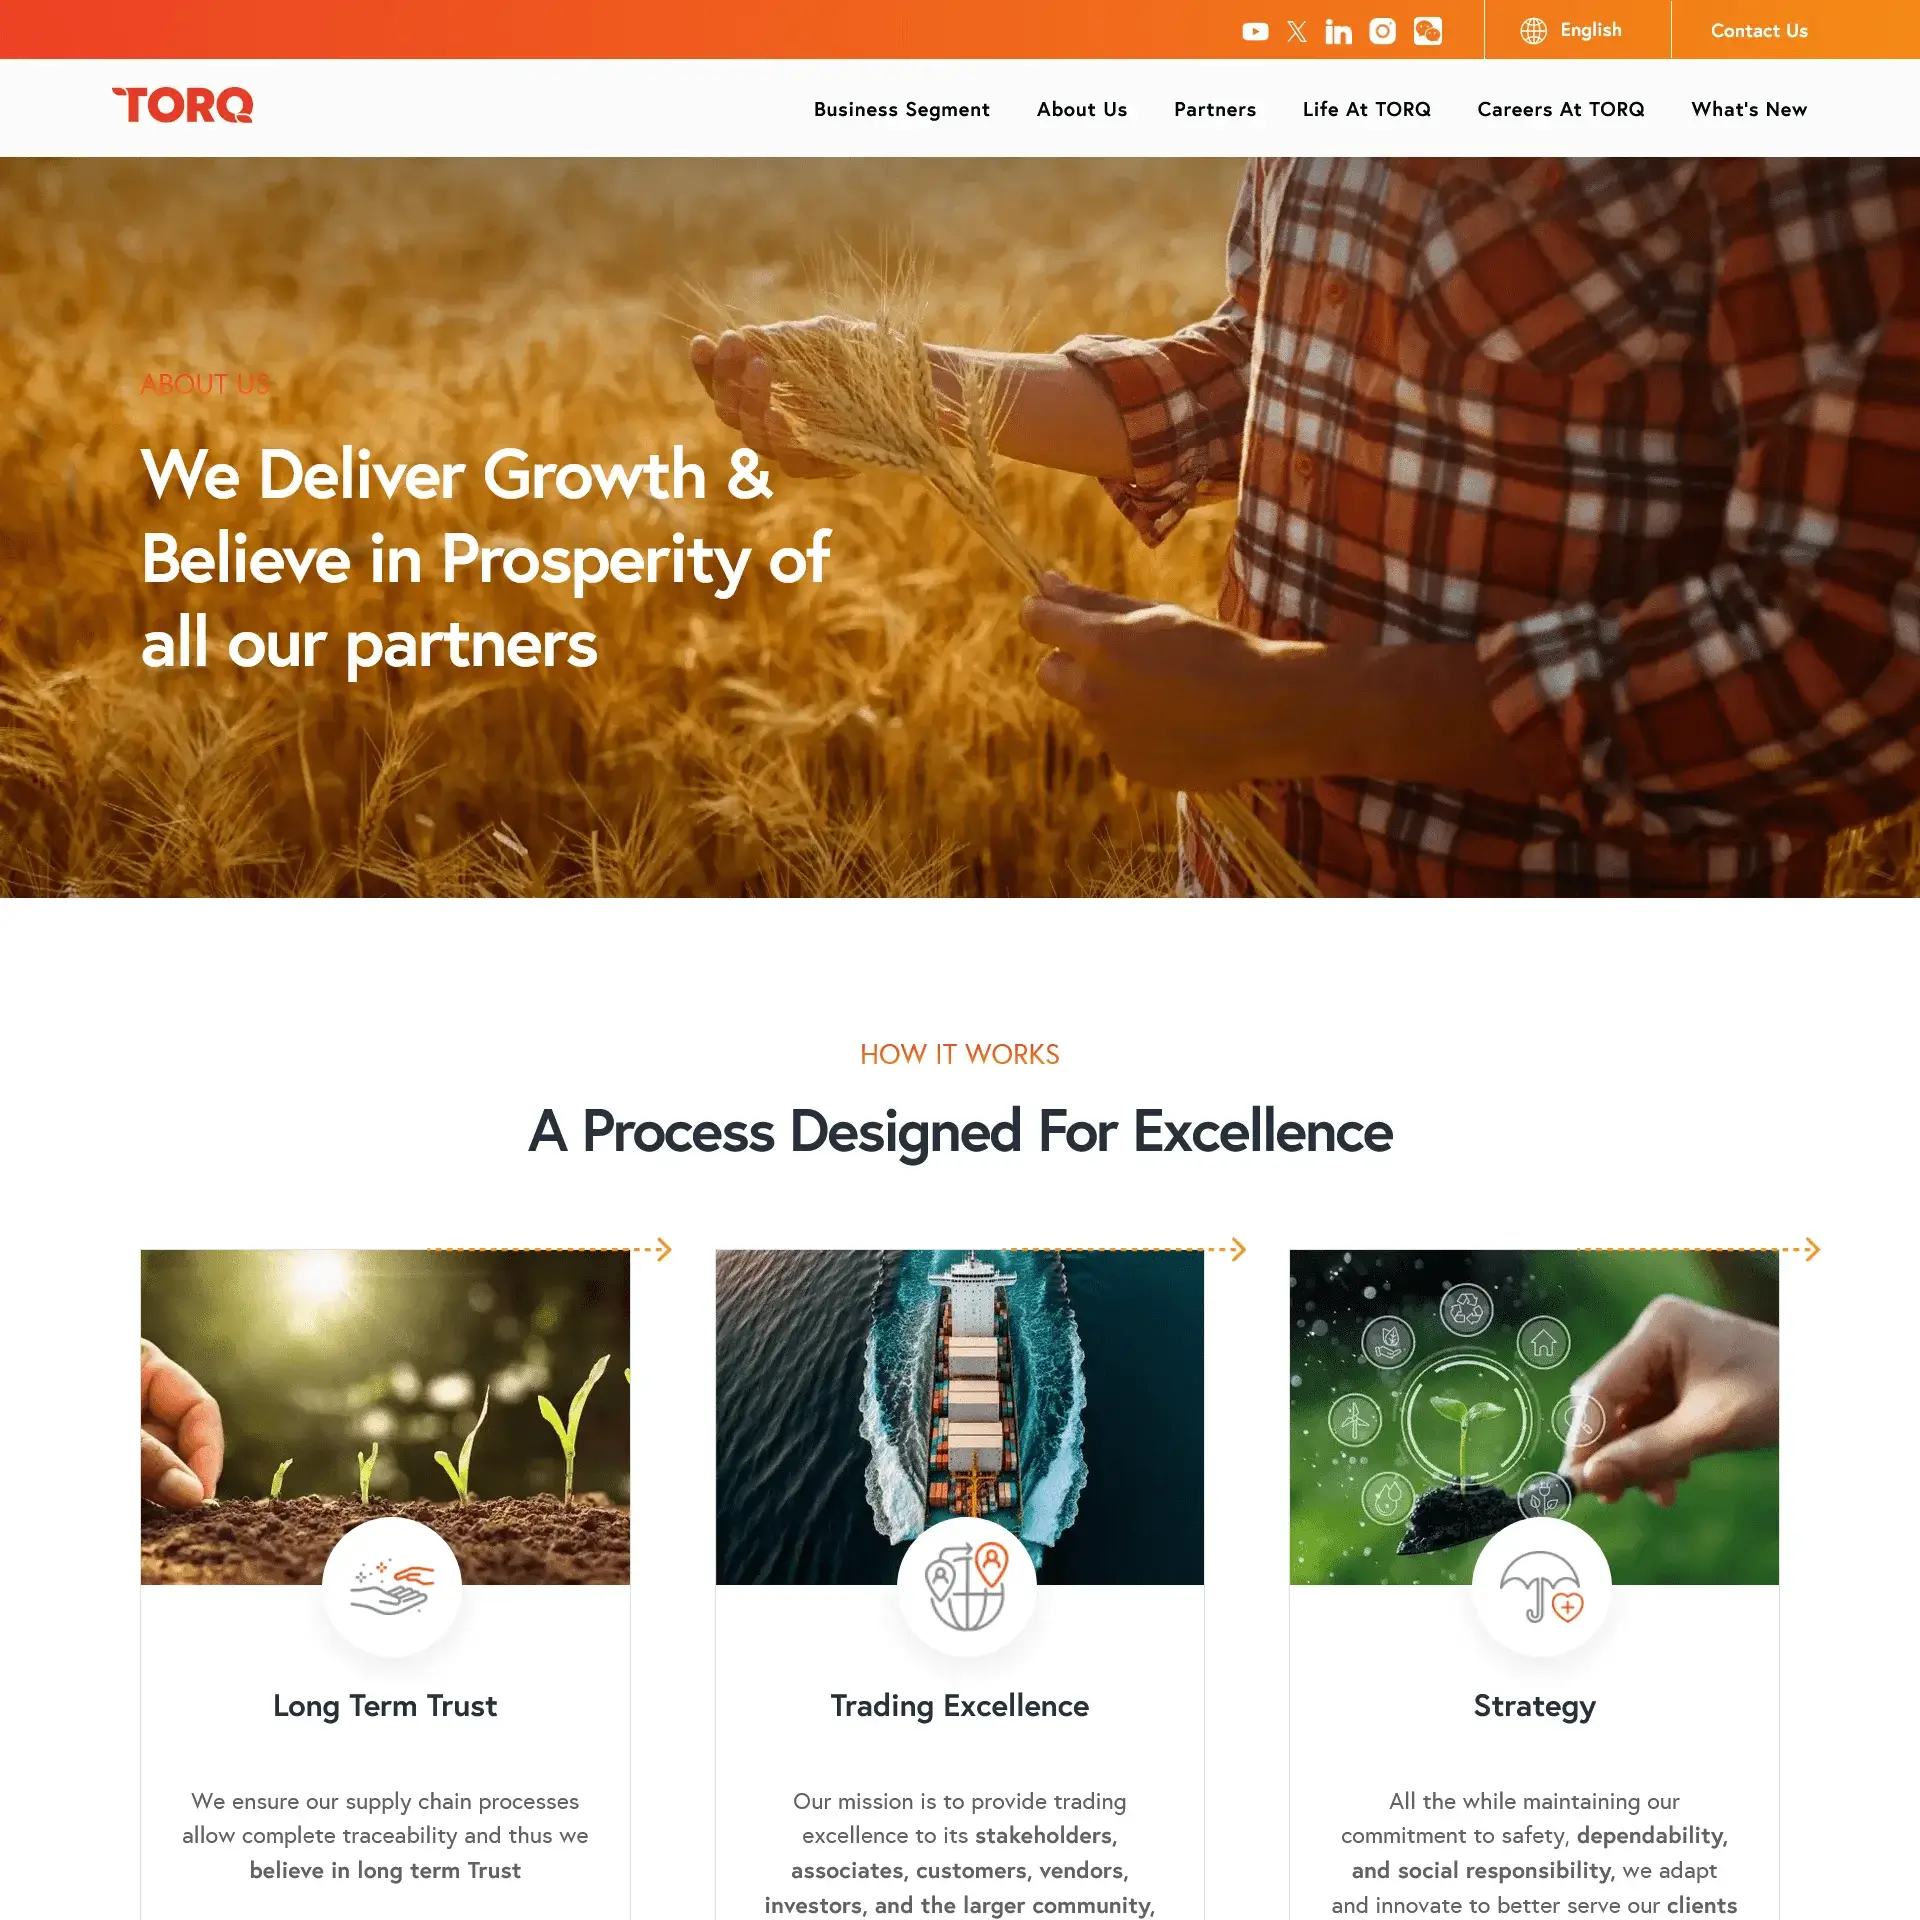 English
Contact Us
TORQ
Business Segment
About Us
Partners
Life At TORQ
Careers At TORQ
What's New
ABOUT US
We Deliver Growth &
Believe in Prosperity of
all our partners
HOW IT WORKS
A Process Designed For Excellence
Long Term Trust
We ensure our supply chain processes
allow complete traceability and thus we
believe in long term Trust
Trading Excellence
Our mission is to provide trading
excellence to its stakeholders,
associates, customers, vendors,
investors, and the larger community,
Strategy
All the while maintaining our
commitment to safety, dependability,
and social responsibility, we adapt
and innovate to better serve our clients